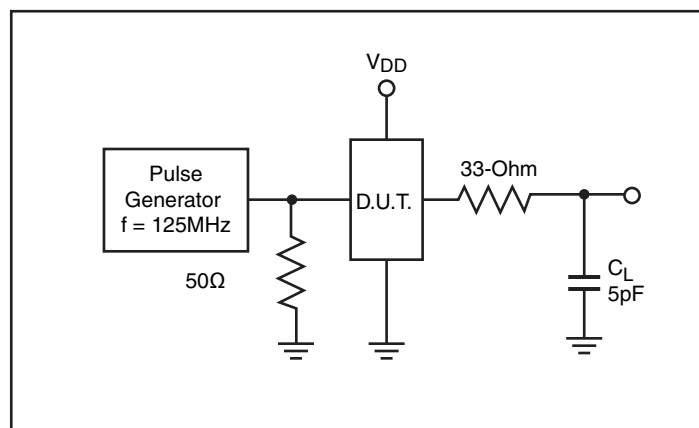 VDD
Pulse
Generator
f = 125MHz
D.U.T.
33-Ohm
50Ω
CL
5pF